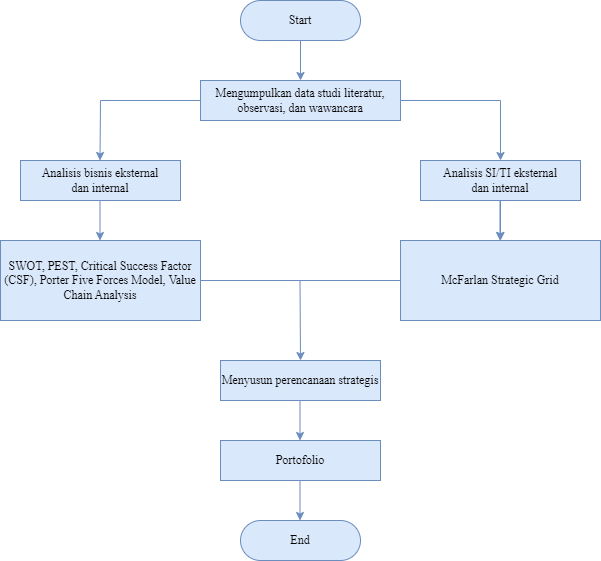 Start
Mengumpulkan data studi literatur,
observasi, dan wawancara
Analisis bisnis eksternal
dan internal
Analisis SI/TI eksternal
dan internal
SWOT, PEST, Critical Success Factor
(CSF), Porter Five Forces Model, Value
Chain Analysis
McFarlan Strategic Grid
Menyusun perencanaan strategis
Portofolio
End